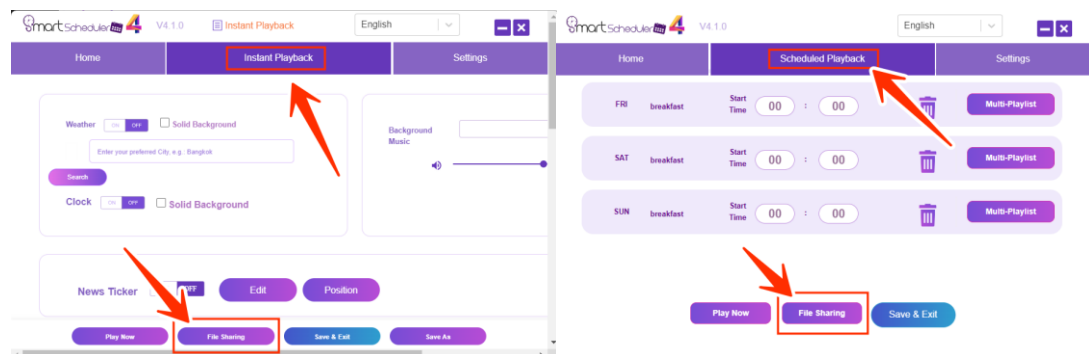 Smart Scheduler 4 V4.1.0 Instant Playback English
Home Instant Playback Settings
Weather ON OFF Solid Background
Enter your preferred City, e.g.: Bangkok
Search
Clock ON OFF Solid Background
Background
Music
News Ticker OFF Edit Position
Play Now File Sharing Save & Exit Save As
Smart Scheduler 4 V4.1.0 English
Home Scheduled Playback Settings
FRI breakfast Start Time 00 : 00 Multi-Playlist
SAT breakfast Start Time 00 : 00 Multi-Playlist
SUN breakfast Start Time 00 : 00 Multi-Playlist
Play Now File Sharing Save & Exit